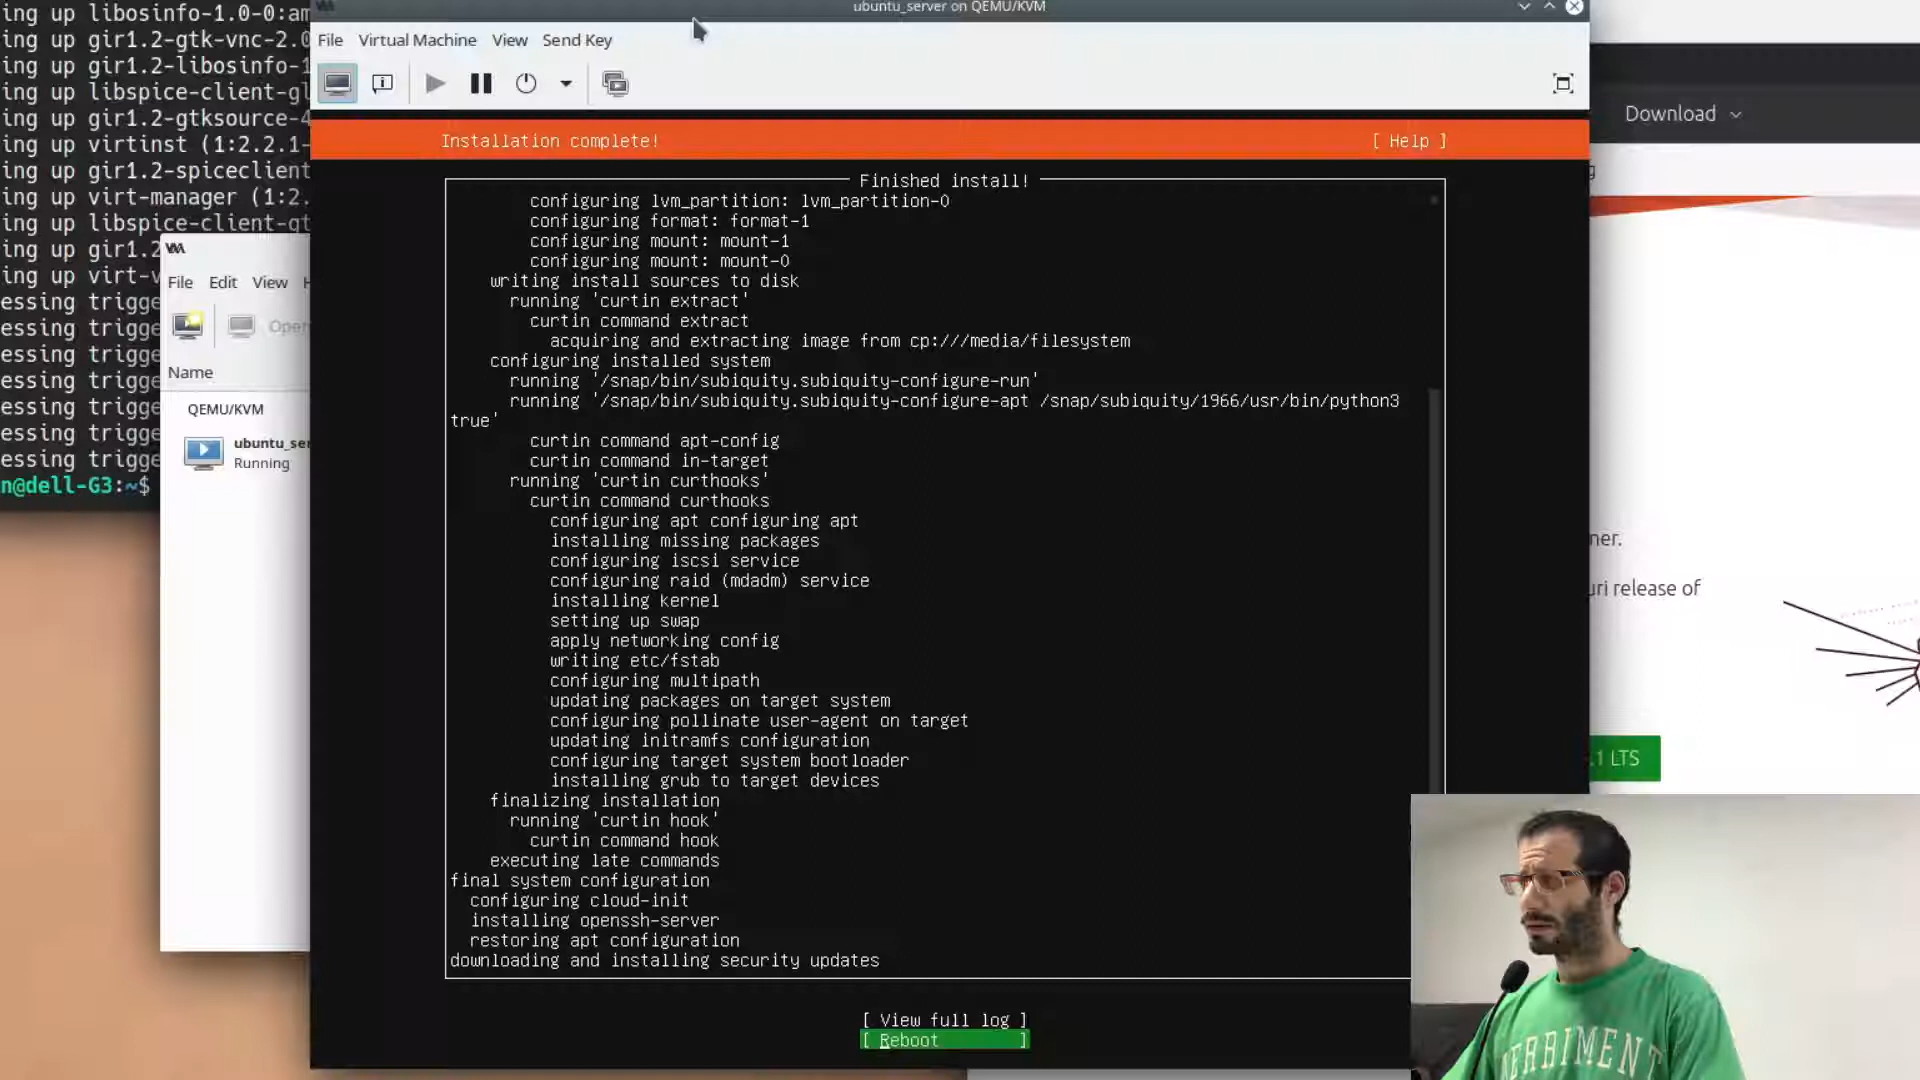 ing up libosinfo-1.0-0:am
ing up gir1.2-gtk-vnc-2.0
ing up gir1.2-libosinfo-1
ing up libspice-client-gl
ing up gir1.2-gtksource-4
ing up virtinst (1:2.2.1-
ing up gir1.2-spiceclient
ing up virt-manager (1:2.
ing up libspice-client-gt
ing up gir1.2
ing up virt-v
essing trigge
essing trigge
essing trigge
essing trigge
essing trigge
essing trigge
essing trigge
n@dell-G3:~$
File Edit View
Open
Name
QEMU/KVM
ubuntu_ser
Running
ubuntu_server on QEMU/KVM
File Virtual Machine View Send Key
Installation complete! [ Help ]
Finished install!
configuring lvm_partition: lvm_partition-0
configuring format: format-1
configuring mount: mount-1
configuring mount: mount-0
writing install sources to disk
running 'curtin extract'
curtin command extract
acquiring and extracting image from cp:///media/filesystem
configuring installed system
running '/snap/bin/subiquity.subiquity-configure-run'
running '/snap/bin/subiquity.subiquity-configure-apt /snap/subiquity/1966/usr/bin/python3
true'
curtin command apt-config
curtin command in-target
running 'curtin curthooks'
curtin command curthooks
configuring apt configuring apt
installing missing packages
configuring iscsi service
configuring raid (mdadm) service
installing kernel
setting up swap
apply networking config
writing etc/fstab
configuring multipath
updating packages on target system
configuring pollinate user-agent on target
updating initramfs configuration
configuring target system bootloader
installing grub to target devices
finalizing installation
running 'curtin hook'
curtin command hook
executing late commands
final system configuration
configuring cloud-init
installing openssh-server
restoring apt configuration
downloading and installing security updates
[ View full log ]
[ Reboot ]
Download
ner.
uri release of
.1 LTS
MERRIMENT